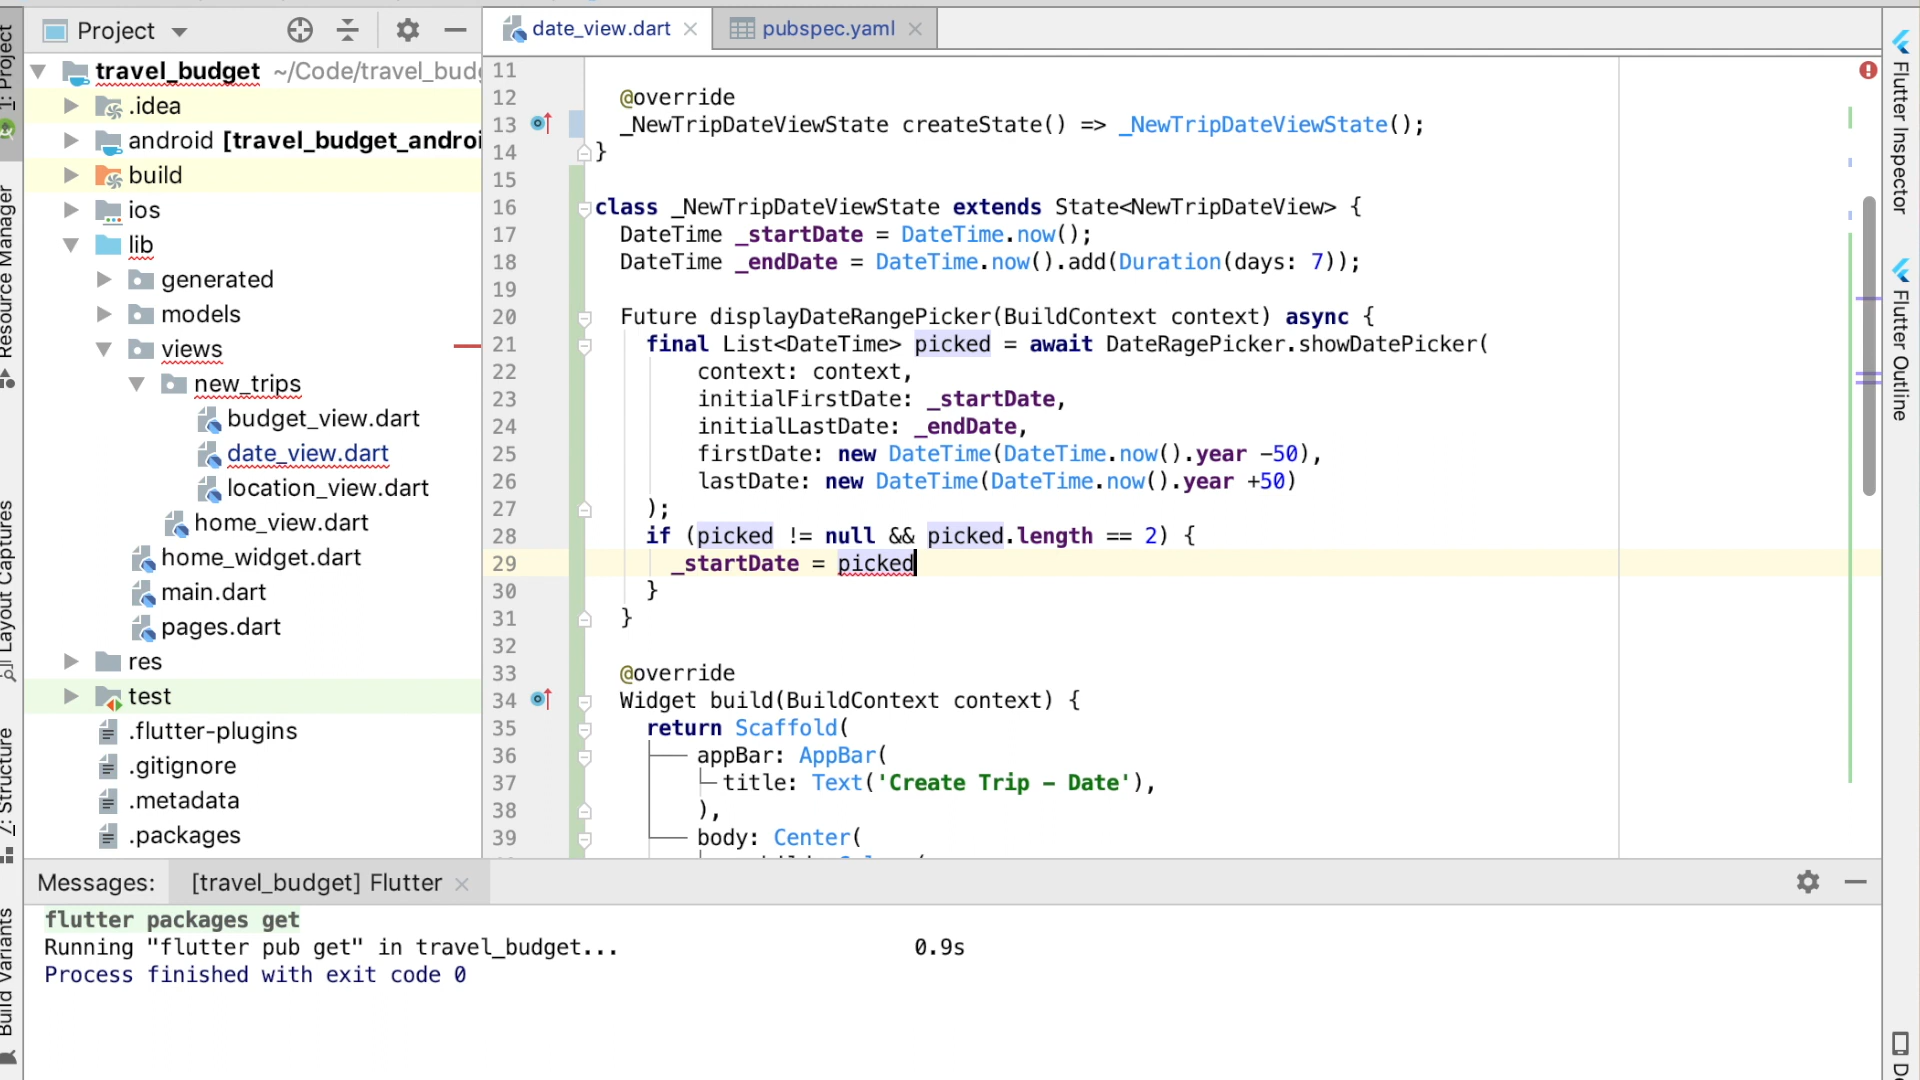 Project
date_view.dart
pubspec.yaml
1: Project
Resource Manager
Layout Captures
Z: Structure
Build Variants
travel_budget ~/Code/travel_budg
.idea
android [travel_budget_androi
build
ios
lib
generated
models
views
new_trips
budget_view.dart
date_view.dart
location_view.dart
home_view.dart
home_widget.dart
main.dart
pages.dart
res
test
.flutter-plugins
.gitignore
.metadata
.packages
11
12 @override
13 _NewTripDateViewState createState() => _NewTripDateViewState();
14 }
15
16 class _NewTripDateViewState extends State<NewTripDateView> {
17 DateTime _startDate = DateTime.now();
18 DateTime _endDate = DateTime.now().add(Duration(days: 7));
19
20 Future displayDateRangePicker(BuildContext context) async {
21 final List<DateTime> picked = await DateRagePicker.showDatePicker(
22 context: context,
23 initialFirstDate: _startDate,
24 initialLastDate: _endDate,
25 firstDate: new DateTime(DateTime.now().year -50),
26 lastDate: new DateTime(DateTime.now().year +50)
27 );
28 if (picked != null && picked.length == 2) {
29 _startDate = picked
30 }
31 }
32
33 @override
34 Widget build(BuildContext context) {
35 return Scaffold(
36 appBar: AppBar(
37 title: Text('Create Trip - Date'),
38 ),
39 body: Center(
Flutter Inspector
Flutter Outline
Messages: [travel_budget] Flutter
flutter packages get
Running "flutter pub get" in travel_budget... 0.9s
Process finished with exit code 0